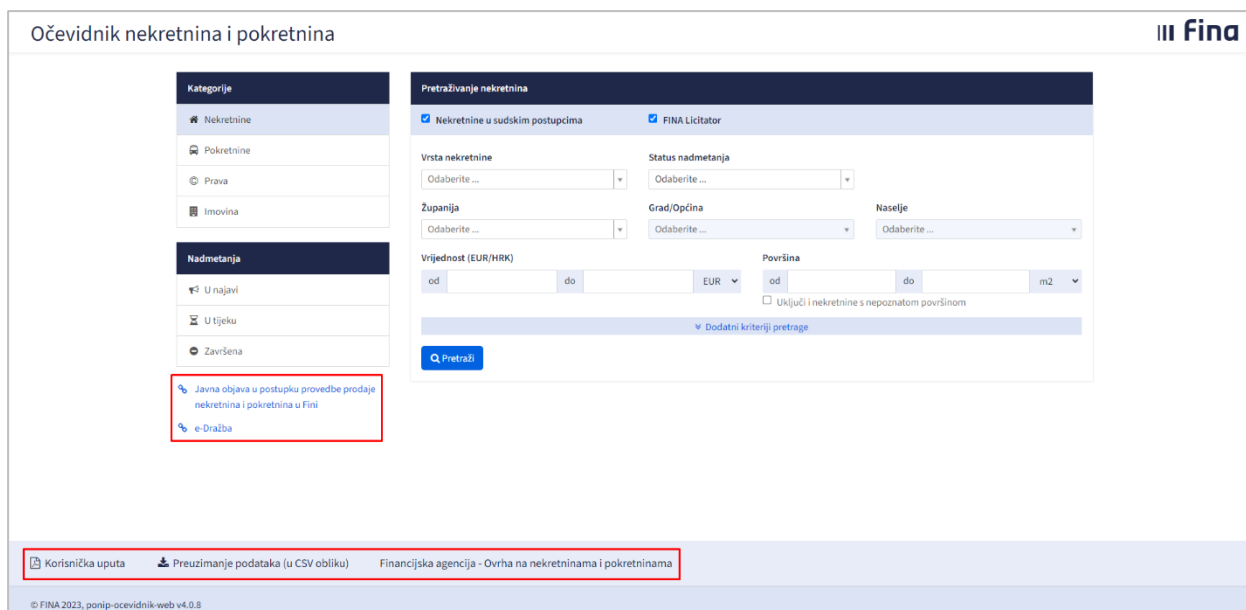 Očevidnik nekretnina i pokretnina
fina
Kategorije
Nekretnine
Pokretnine
Prava
Imovina
Nadmetanja
U najavi
U tijeku
Završena
Javna objava u postupku provedbe prodaje
nekretnina i pokretnina u Fini
e-Dražba
Pretraživanje nekretnina
Nekretnine u sudskim postupcima FINA Licitator
Vrsta nekretnine Status nadmetanja
Odaberite ... Odaberite ...
Županija Grad/Općina Naselje
Odaberite ... Odaberite ... Odaberite ...
Vrijednost (EUR/HRK) Površina
od do EUR od do m2
Uključi i nekretnine s nepoznatom površinom
Dodatni kriteriji pretrage
Pretraži
Korisnička uputa Preuzimanje podataka (u CSV obliku) Financijska agencija - Ovrha na nekretninama i pokretninama
© FINA 2023, ponip-ocevidnik-web v4.0.8